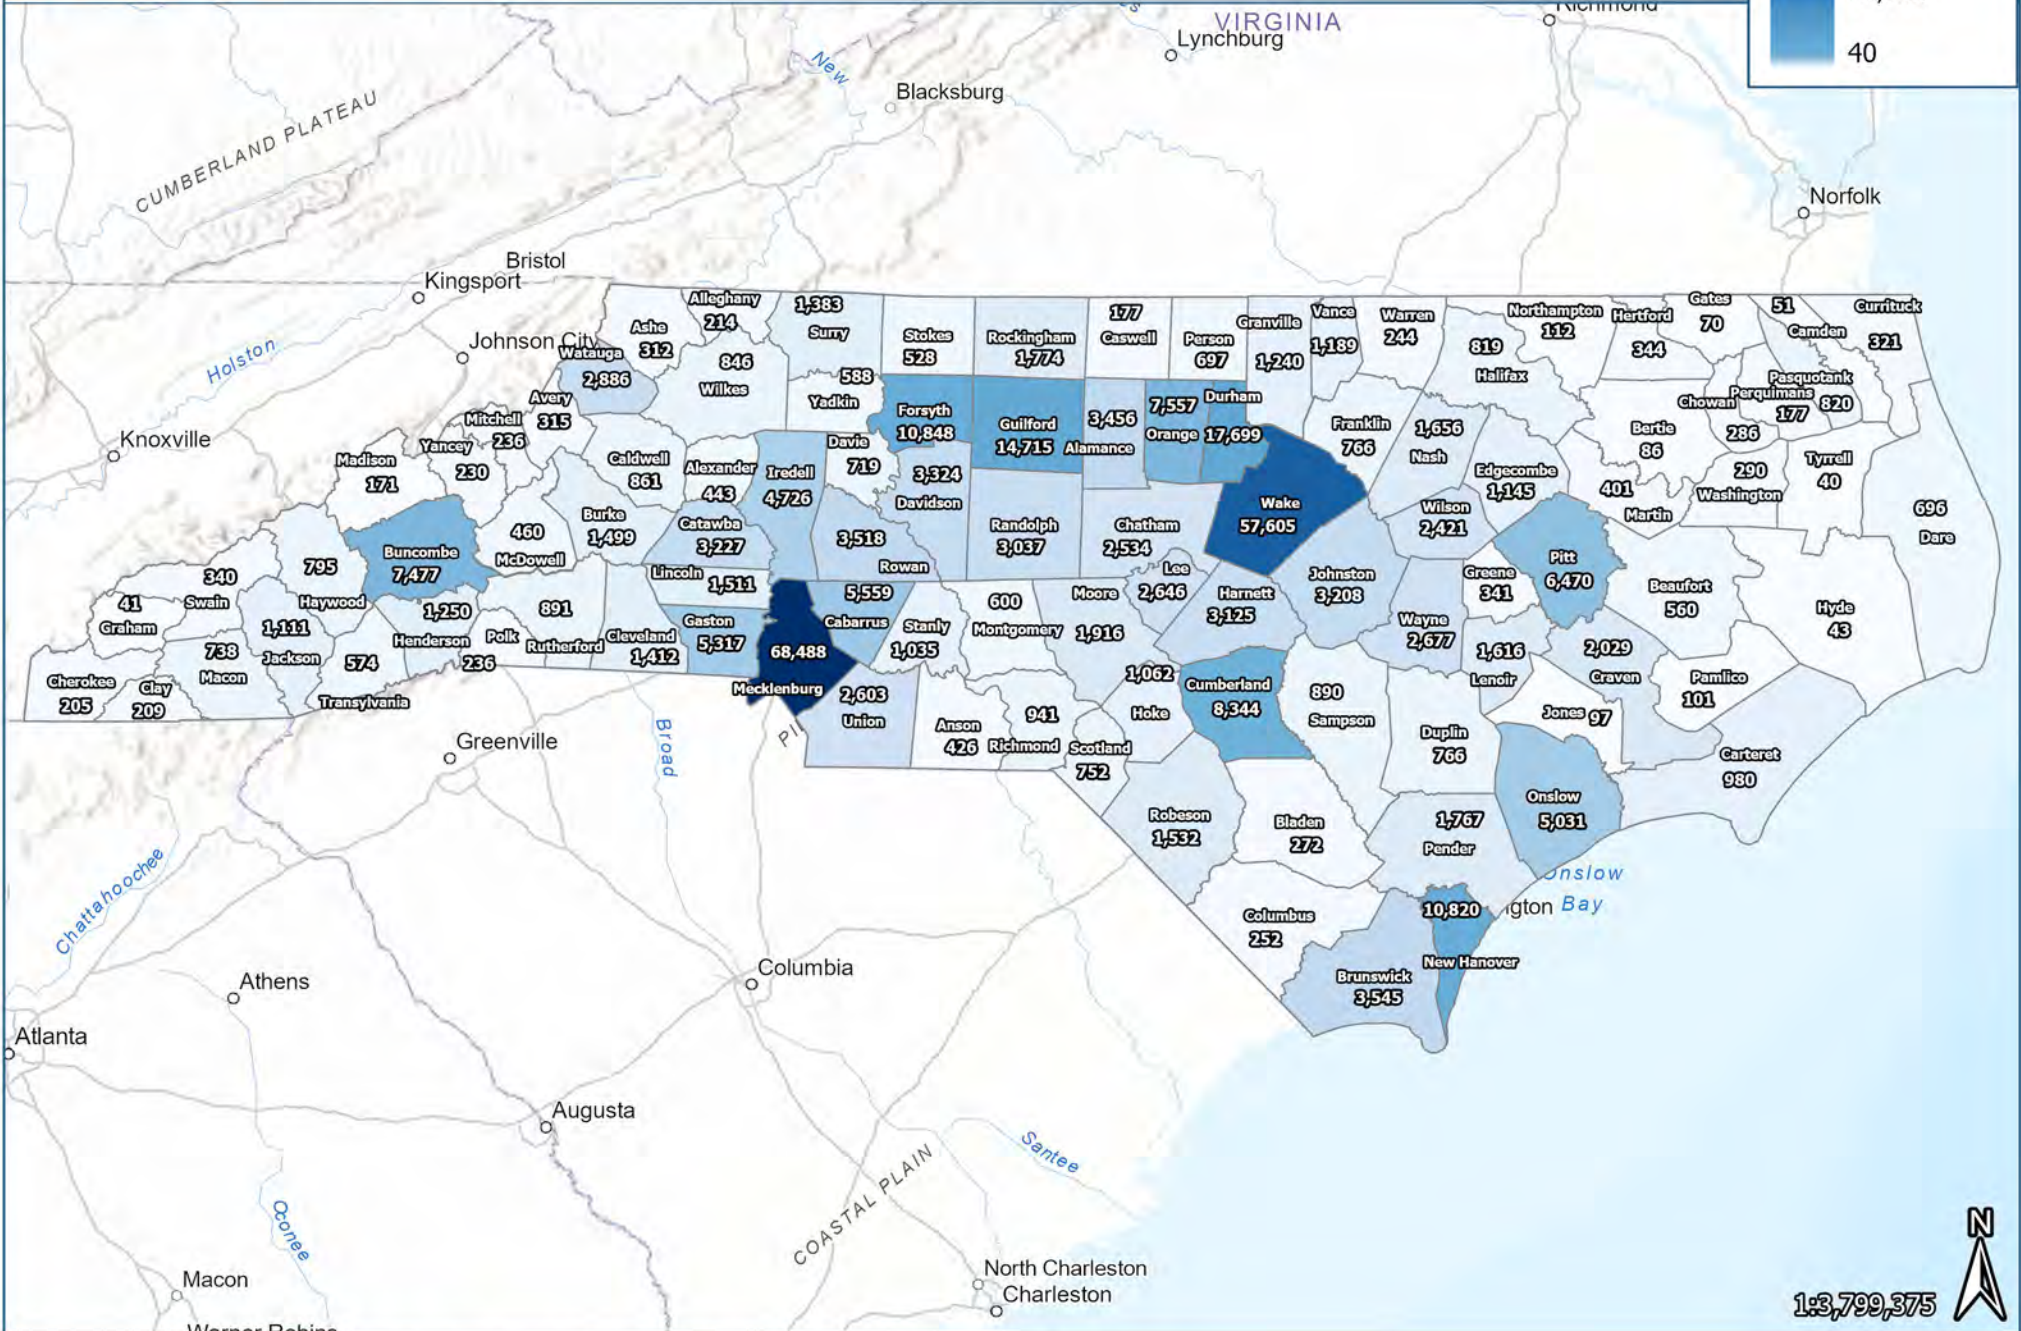 VIRGINIA
Lynchburg
40
New
Blacksburg
CUMBERLAND PLATEAU
Norfolk
Bristol
Kingsport
Johnson City
Holston
Knoxville
Alleghany
214
1,383
Surry
Ashe
312
Watauga
2,886
846
Wilkes
Stokes
528
Rockingham
1,774
177
Caswell
Person
697
Granville
1,240
Vance
1,189
Warren
244
819
Halifax
Northampton
112
Hertford
344
Gates
70
51
Camden
Currituck
321
Pasquotank
820
Perquimans
177
Chowan
286
Bertie
86
290
Washington
Tyrrell
40
696
Dare
401
Martin
Avery
315
Mitchell
236
Yancey
230
Madison
171
588
Yadkin
Forsyth
10,848
Guilford
14,715
3,456
Alamance
7,557
Orange
Durham
17,699
Franklin
766
1,656
Nash
Edgecombe
1,145
Caldwell
861
Alexander
443
Iredell
4,726
Davie
719
3,324
Davidson
Burke
1,499
Catawba
3,227
460
McDowell
Buncombe
7,477
795
Haywood
340
Swain
41
Graham
3,518
Rowan
Randolph
3,037
Chatham
2,534
Wake
57,605
Wilson
2,421
Johnston
3,208
Greene
341
Pitt
6,470
Beaufort
560
Hyde
43
Lincoln
1,511
Gaston
5,317
5,559
Cabarrus
Stanly
1,035
600
Montgomery
Moore
1,916
Lee
2,646
Harnett
3,125
Wayne
2,677
1,616
Lenoir
2,029
Craven
Pamlico
101
Jones
97
1,111
Jackson
738
Macon
Cherokee
205
Clay
209
574
Transylvania
1,250
Henderson
Polk
236
891
Rutherford
Cleveland
1,412
68,488
Mecklenburg
2,603
Union
Anson
426
941
Richmond
Scotland
752
1,062
Hoke
Cumberland
8,344
890
Sampson
Duplin
766
Carteret
980
Onslow
5,031
Robeson
1,532
Bladen
272
1,767
Pender
Columbus
252
Brunswick
3,545
10,820
New Hanover
Bay
Greenville
Broad
Chattahoochee
Athens
Atlanta
Columbia
Augusta
Oconee
Santee
COASTAL PLAIN
Macon
North Charleston
Charleston
N
1:3,799,375